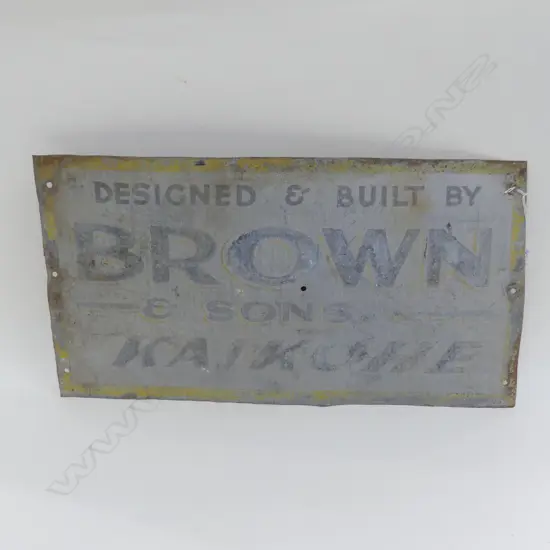 DESIGNED & BUILT BY
BROWN
& SONS
KAIKOHE